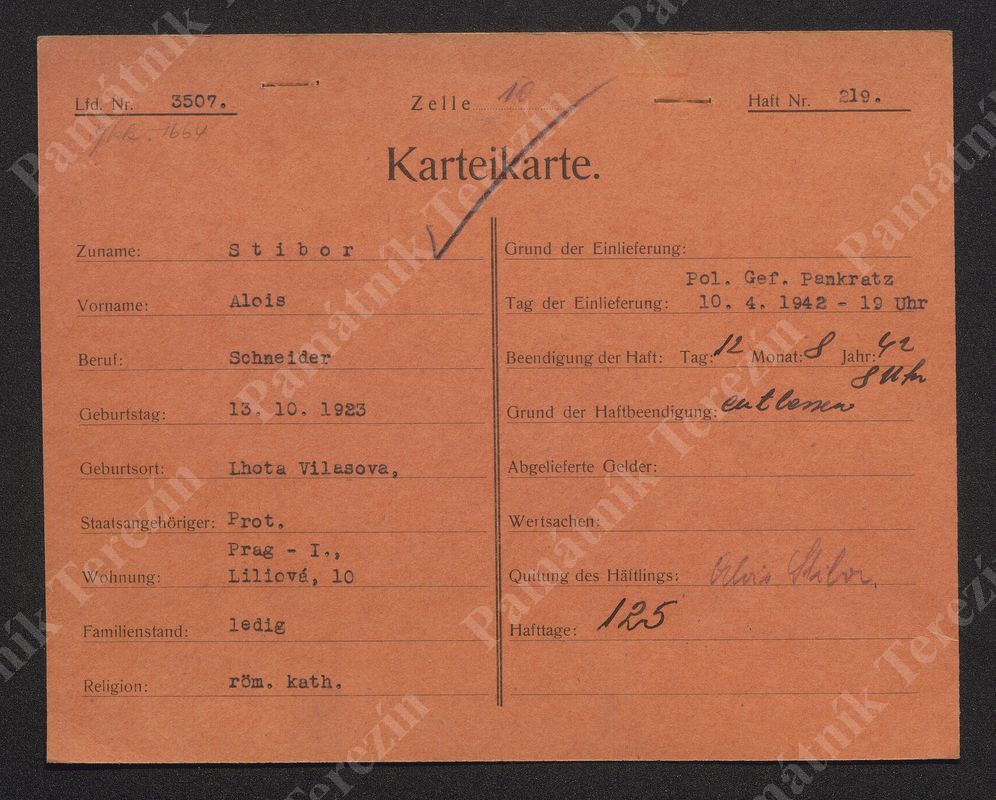 Lfd. Nr. 3507.
Zelle 10
Haft Nr. 219.
Karteikarte.
Zuname: Stibor
Vorname: Alois
Beruf: Schneider
Geburtstag: 13. 10. 1923
Geburtsort: Lhota Vilasova,
Staatsangehöriger: Prot.
Prag - I.,
Wohnung: Liliová, 10
Familienstand: ledig
Religion: röm. kath.
Grund der Einlieferung:
Pol. Gef. Pankratz
Tag der Einlieferung: 10. 4. 1942 - 19 Uhr
Beendigung der Haft: Tag: 12 Monat: 8 Jahr: 42
8 Uhr
Grund der Haftbeendigung: entlassen
Abgelieferte Gelder:
Wertsachen:
Quittung des Häftlings: Alois Stibor,
Hafttage: 125
Památník Terezín